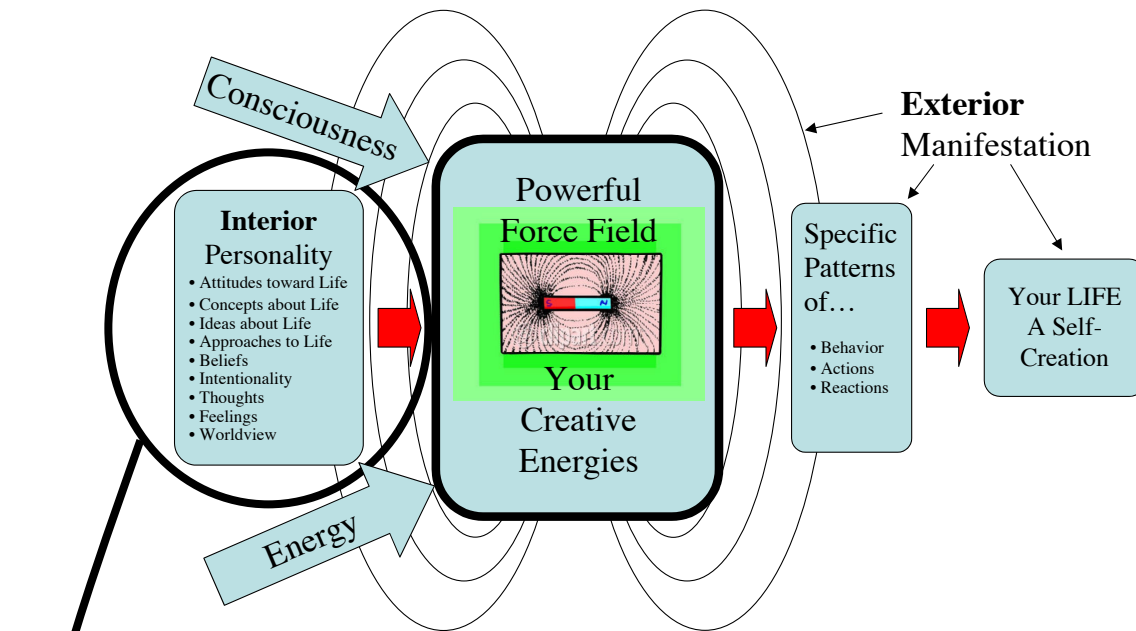 Consciousness
Interior
Personality
• Attitudes toward Life
• Concepts about Life
• Ideas about Life
• Approaches to Life
• Beliefs
• Intentionality
• Thoughts
• Feelings
• Worldview
Energy
Powerful
Force Field
S N
Your
Creative
Energies
Exterior
Manifestation
Specific
Patterns
of…
• Behavior
• Actions
• Reactions
Your LIFE
A Self-
Creation